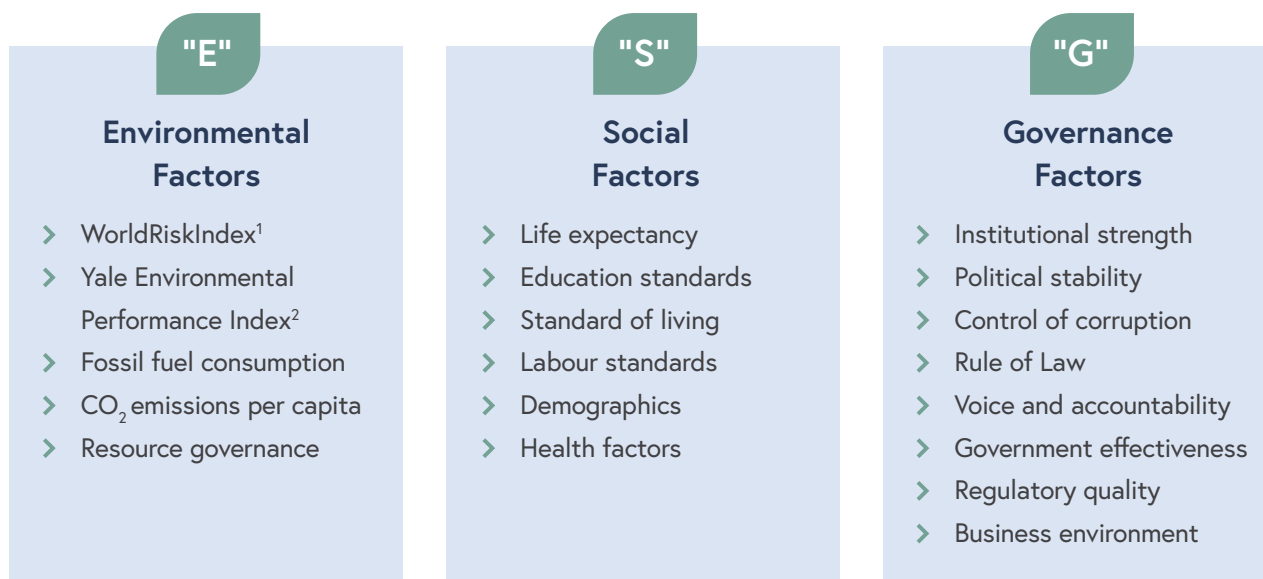 "E"
Environmental
Factors
WorldRiskIndex¹
Yale Environmental
Performance Index²
Fossil fuel consumption
CO₂ emissions per capita
Resource governance
"S"
Social
Factors
Life expectancy
Education standards
Standard of living
Labour standards
Demographics
Health factors
"G"
Governance
Factors
Institutional strength
Political stability
Control of corruption
Rule of Law
Voice and accountability
Government effectiveness
Regulatory quality
Business environment